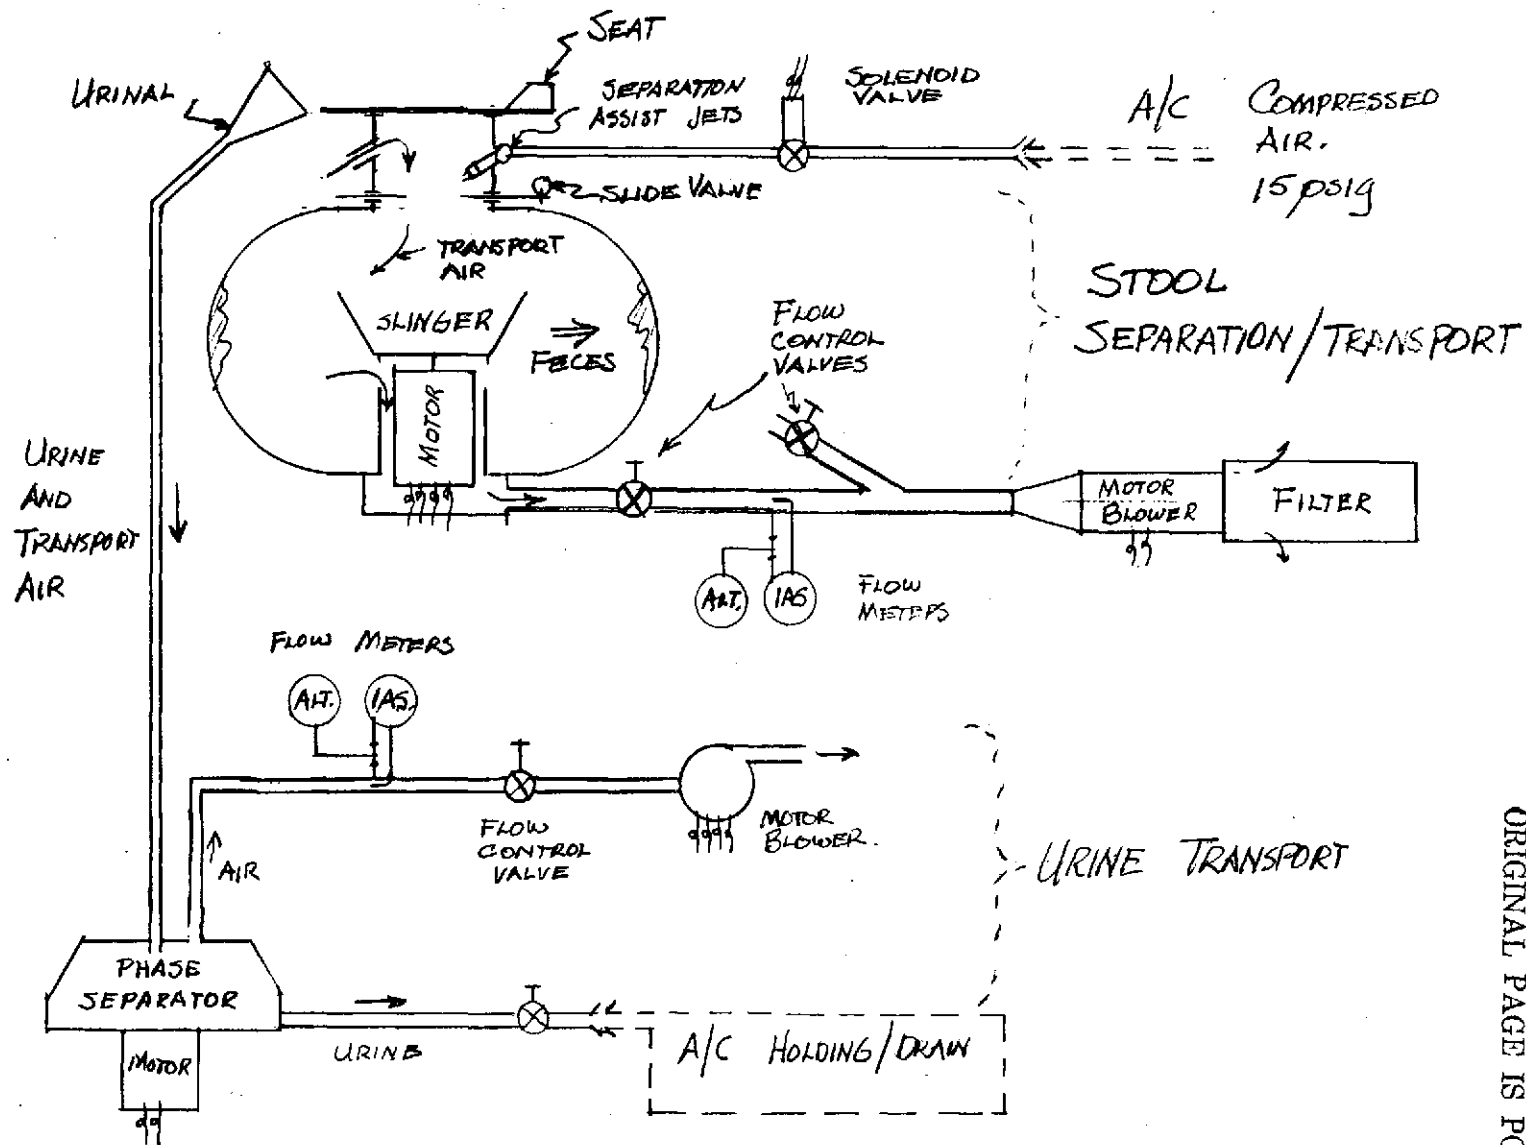 SEAT
URINAL
SEPARATION
ASSIST JETS
SOLENOID
VALVE
A/C COMPRESSED
AIR.
15 psig
SLIDE VALVE
TRANSPORT
AIR
STOOL
SEPARATION/TRANSPORT
SLINGER
FECES
FLOW
CONTROL
VALVES
MOTOR
URINE
AND
TRANSPORT
AIR
MOTOR
BLOWER
FILTER
ALT.
IAS
FLOW
METERS
FLOW METERS
ALT.
IAS.
FLOW
CONTROL
VALVE
MOTOR
BLOWER.
AIR
URINE TRANSPORT
PHASE
SEPARATOR
MOTOR
URINE
A/C HOLDING/DRAIN
ORIGINAL PAGE IS PO